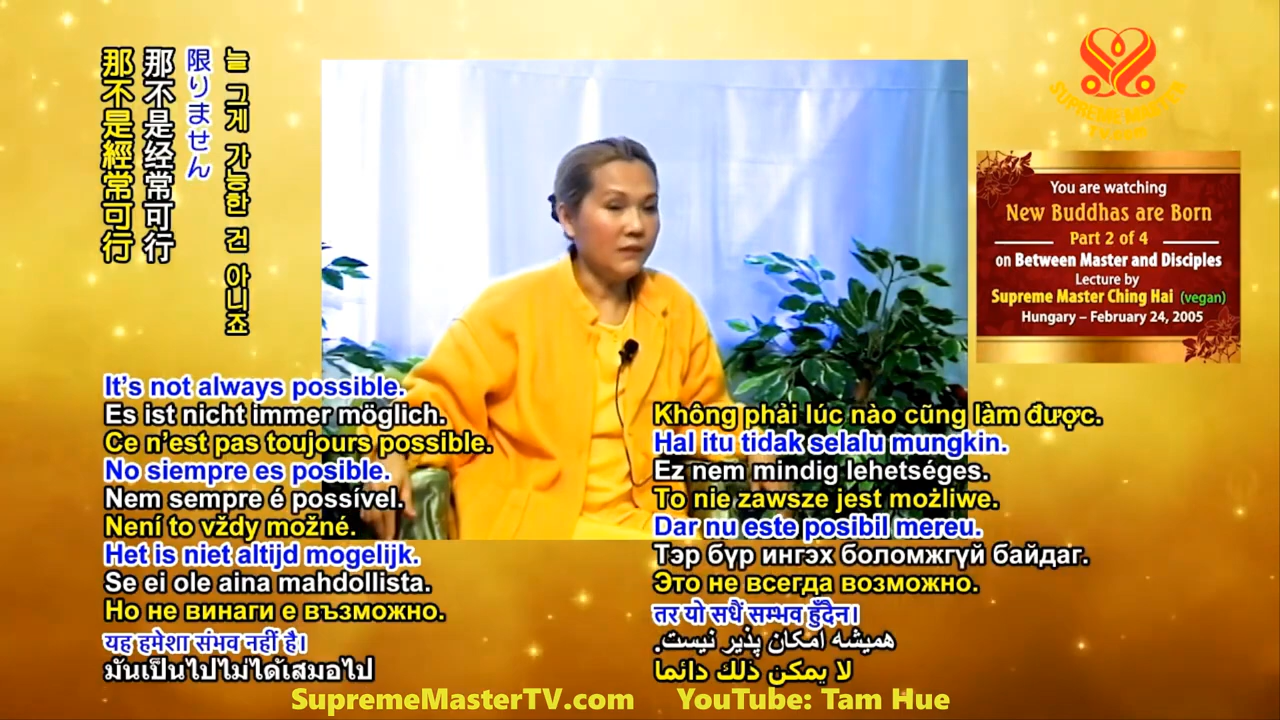 늘 그게 가능한 건 아니죠
限りません
那不是经常可行
那不是經常可行
It's not always possible.
Es ist nicht immer möglich.
Ce n'est pas toujours possible.
No siempre es posible.
Nem sempre é possível.
Není to vždy možné.
Het is niet altijd mogelijk.
Se ei ole aina mahdollista.
Но не винаги е възможно.
यह हमेशा संभव नहीं है।
มันเป็นไปไม่ได้เสมอไป
Không phải lúc nào cũng làm được.
Hal itu tidak selalu mungkin.
Ez nem mindig lehetséges.
To nie zawsze jest możliwe.
Dar nu este posibil mereu.
Тэр бүр ингэх боломжгүй байдаг.
Это не всегда возможно.
तर यो सधैं सम्भव हुँदैन।
همیشه امکان پذیر نیست.
لا يمكن ذلك دائما
SUPREME MASTER
TV.com
You are watching
New Buddhas are Born
Part 2 of 4
on Between Master and Disciples
Lecture by
Supreme Master Ching Hai (vegan)
Hungary – February 24, 2005
SupremeMasterTV.com YouTube: Tam Hue